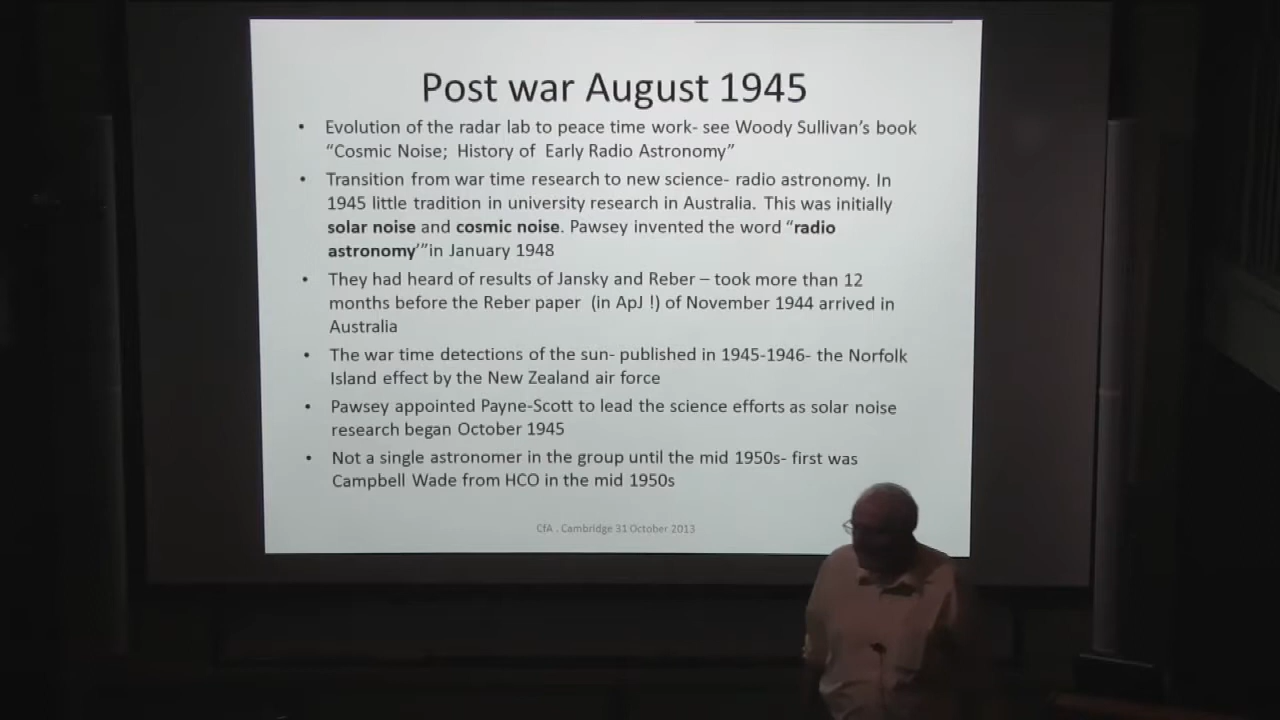 Post war August 1945
• Evolution of the radar lab to peace time work- see Woody Sullivan's book
"Cosmic Noise; History of Early Radio Astronomy"
• Transition from war time research to new science- radio astronomy. In
1945 little tradition in university research in Australia. This was initially
solar noise and cosmic noise. Pawsey invented the word "radio
astronomy'"in January 1948
• They had heard of results of Jansky and Reber – took more than 12
months before the Reber paper (in ApJ !) of November 1944 arrived in
Australia
• The war time detections of the sun- published in 1945-1946- the Norfolk
Island effect by the New Zealand air force
• Pawsey appointed Payne-Scott to lead the science efforts as solar noise
research began October 1945
• Not a single astronomer in the group until the mid 1950s- first was
Campbell Wade from HCO in the mid 1950s
CfA . Cambridge 31 October 2013